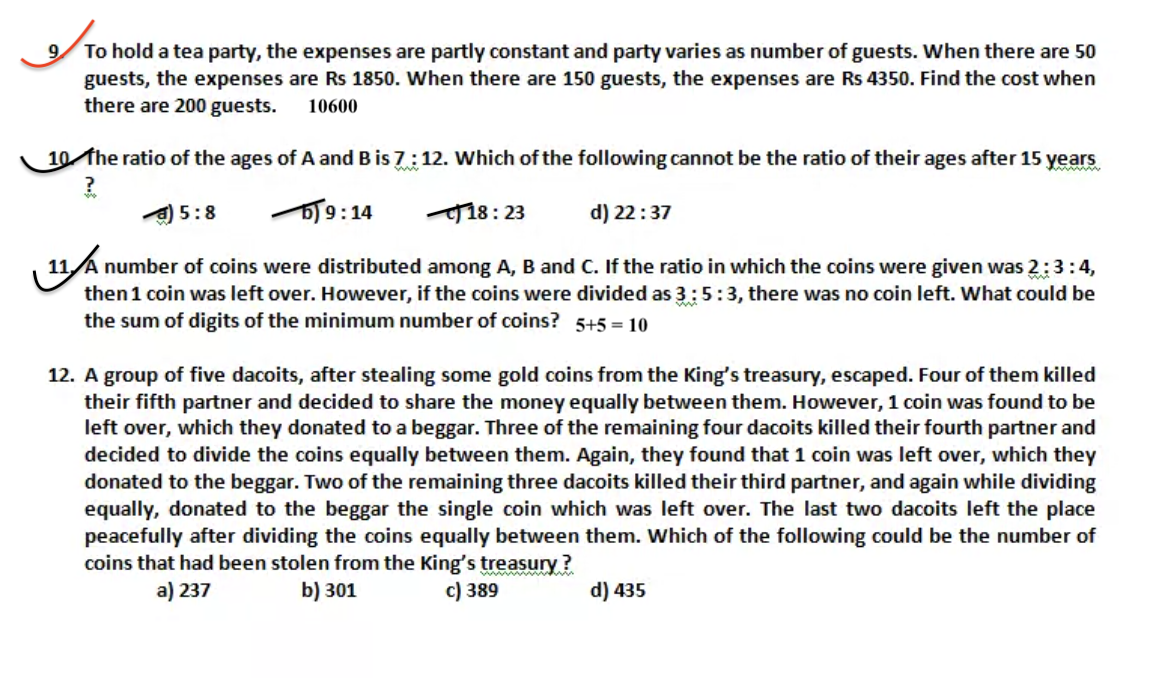 9. To hold a tea party, the expenses are partly constant and party varies as number of guests. When there are 50
guests, the expenses are Rs 1850. When there are 150 guests, the expenses are Rs 4350. Find the cost when
there are 200 guests. 10600
10. The ratio of the ages of A and B is 7 : 12. Which of the following cannot be the ratio of their ages after 15 years
?
a) 5 : 8 b) 9 : 14 c) 18 : 23 d) 22 : 37
11. A number of coins were distributed among A, B and C. If the ratio in which the coins were given was 2 : 3 : 4,
then 1 coin was left over. However, if the coins were divided as 3 : 5 : 3, there was no coin left. What could be
the sum of digits of the minimum number of coins? 5+5 = 10
12. A group of five dacoits, after stealing some gold coins from the King's treasury, escaped. Four of them killed
their fifth partner and decided to share the money equally between them. However, 1 coin was found to be
left over, which they donated to a beggar. Three of the remaining four dacoits killed their fourth partner and
decided to divide the coins equally between them. Again, they found that 1 coin was left over, which they
donated to the beggar. Two of the remaining three dacoits killed their third partner, and again while dividing
equally, donated to the beggar the single coin which was left over. The last two dacoits left the place
peacefully after dividing the coins equally between them. Which of the following could be the number of
coins that had been stolen from the King's treasury ?
a) 237 b) 301 c) 389 d) 435